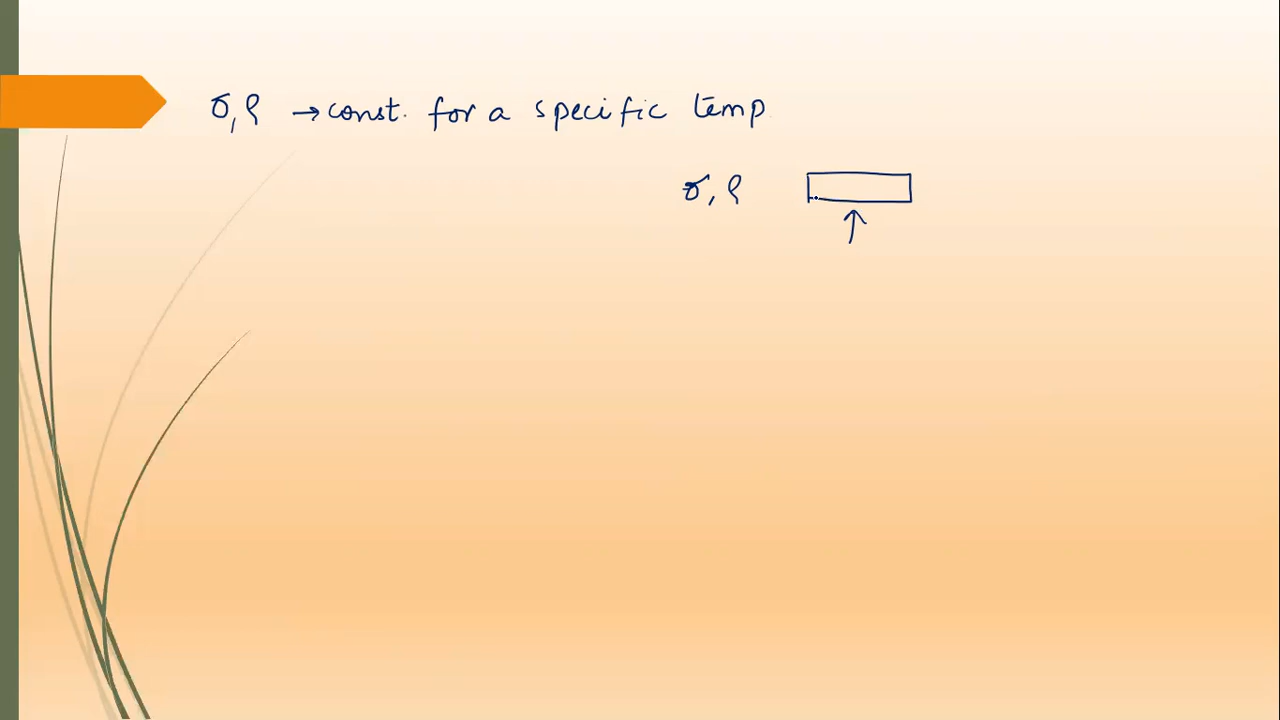 σ, ρ → const. for a specific temp.
σ, ρ